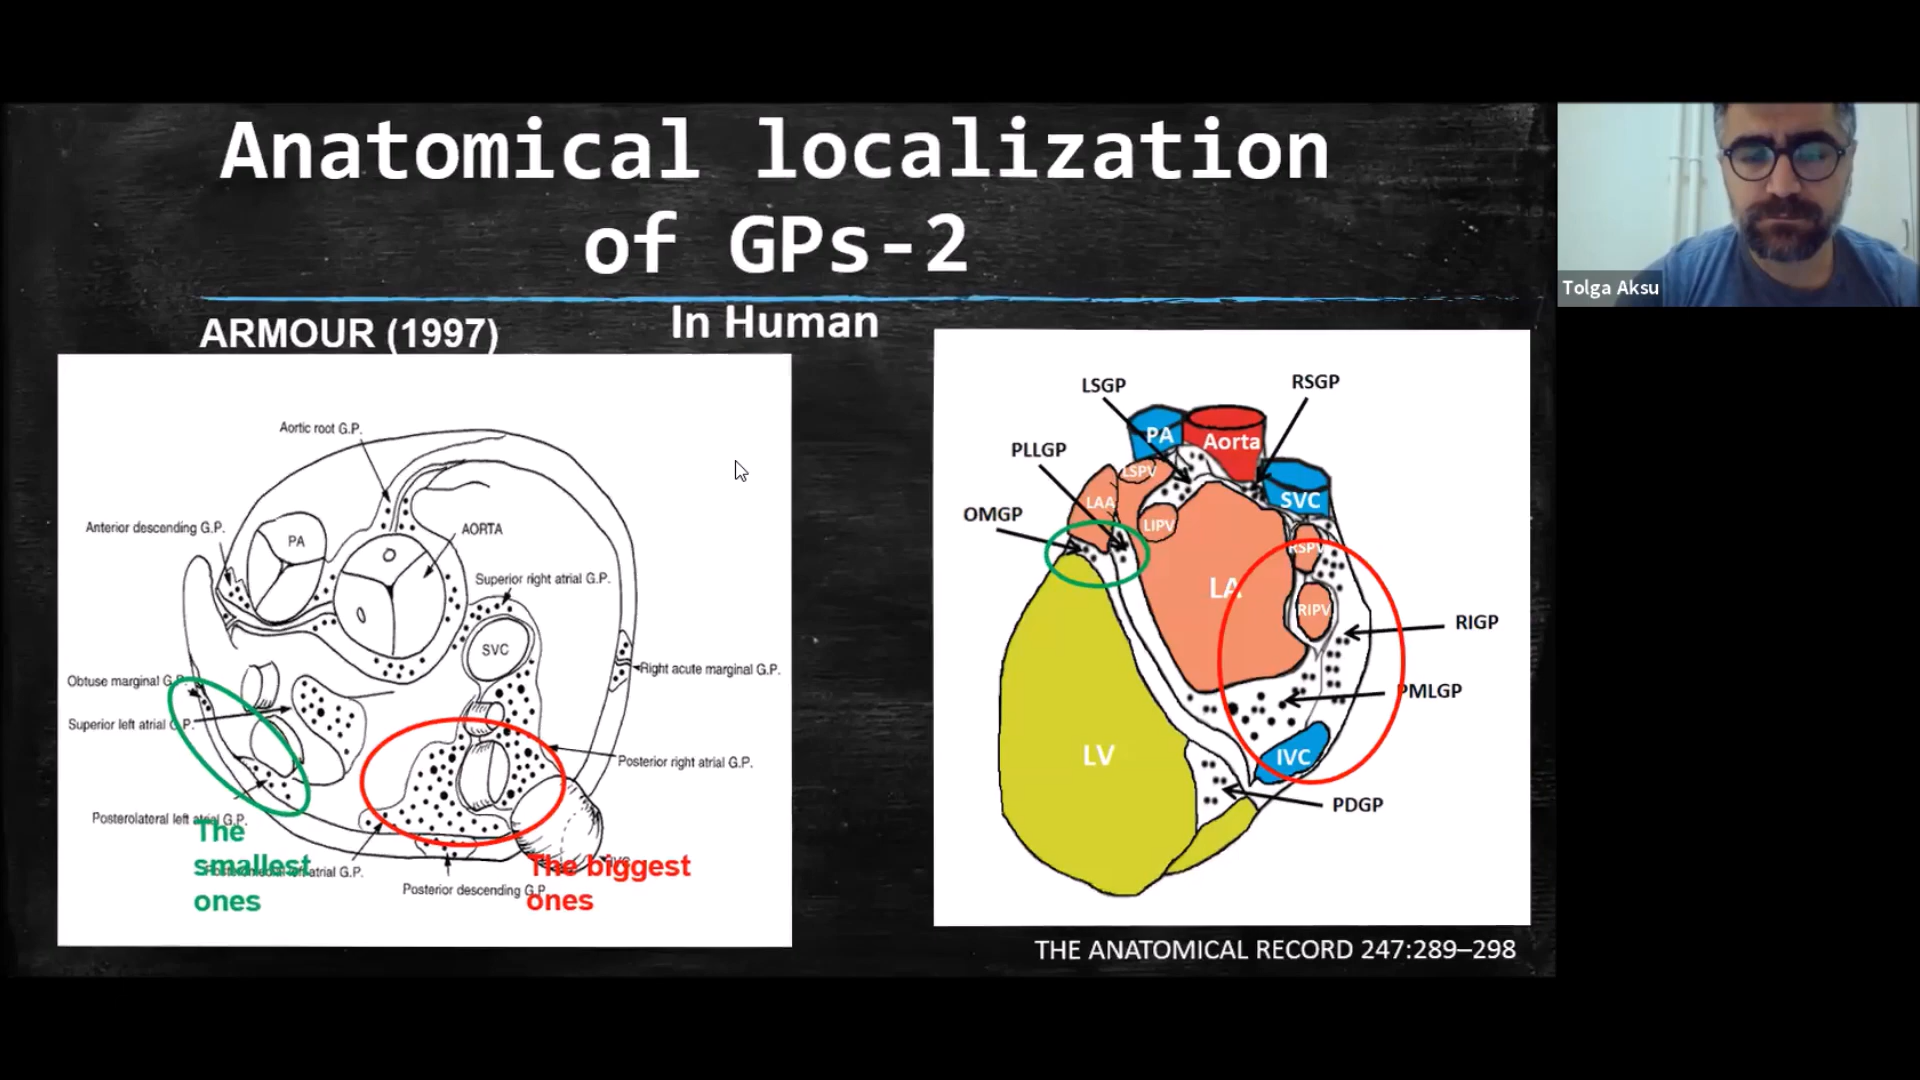 Anatomical localization
of GPs-2
In Human
ARMOUR (1997)
Aortic root G.P.
Anterior descending G.P.
PA
AORTA
Superior right atrial G.P.
SVC
Right acute marginal G.P.
Obtuse marginal G.P.
Superior left atrial G.P.
Posterior right atrial G.P.
Posterolateral left atrial G.P.
The
smallest
ones
left atrial G.P.
Posterior descending G.P.
The biggest
ones
LSGP
RSGP
PA
Aorta
PLLGP
LSPV
SVC
LAA
OMGP
LIPV
RSPV
LA
RIPV
RIGP
PMLGP
LV
IVC
PDGP
THE ANATOMICAL RECORD 247:289–298
Tolga Aksu